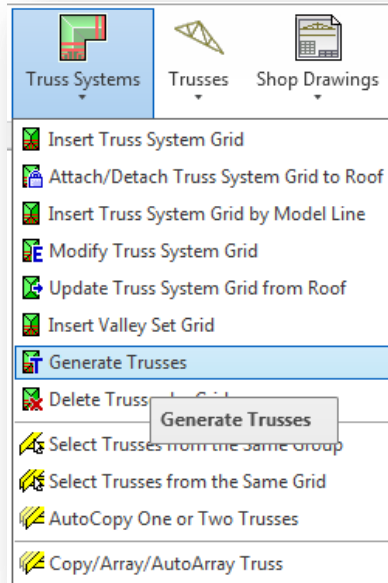 Truss Systems Trusses Shop Drawings
Insert Truss System Grid
Attach/Detach Truss System Grid to Roof
Insert Truss System Grid by Model Line
Modify Truss System Grid
Update Truss System Grid from Roof
Insert Valley Set Grid
Generate Trusses
Delete
Generate Trusses
Select Trusses from the Same Group
Select Trusses from the Same Grid
AutoCopy One or Two Trusses
Copy/Array/AutoArray Truss